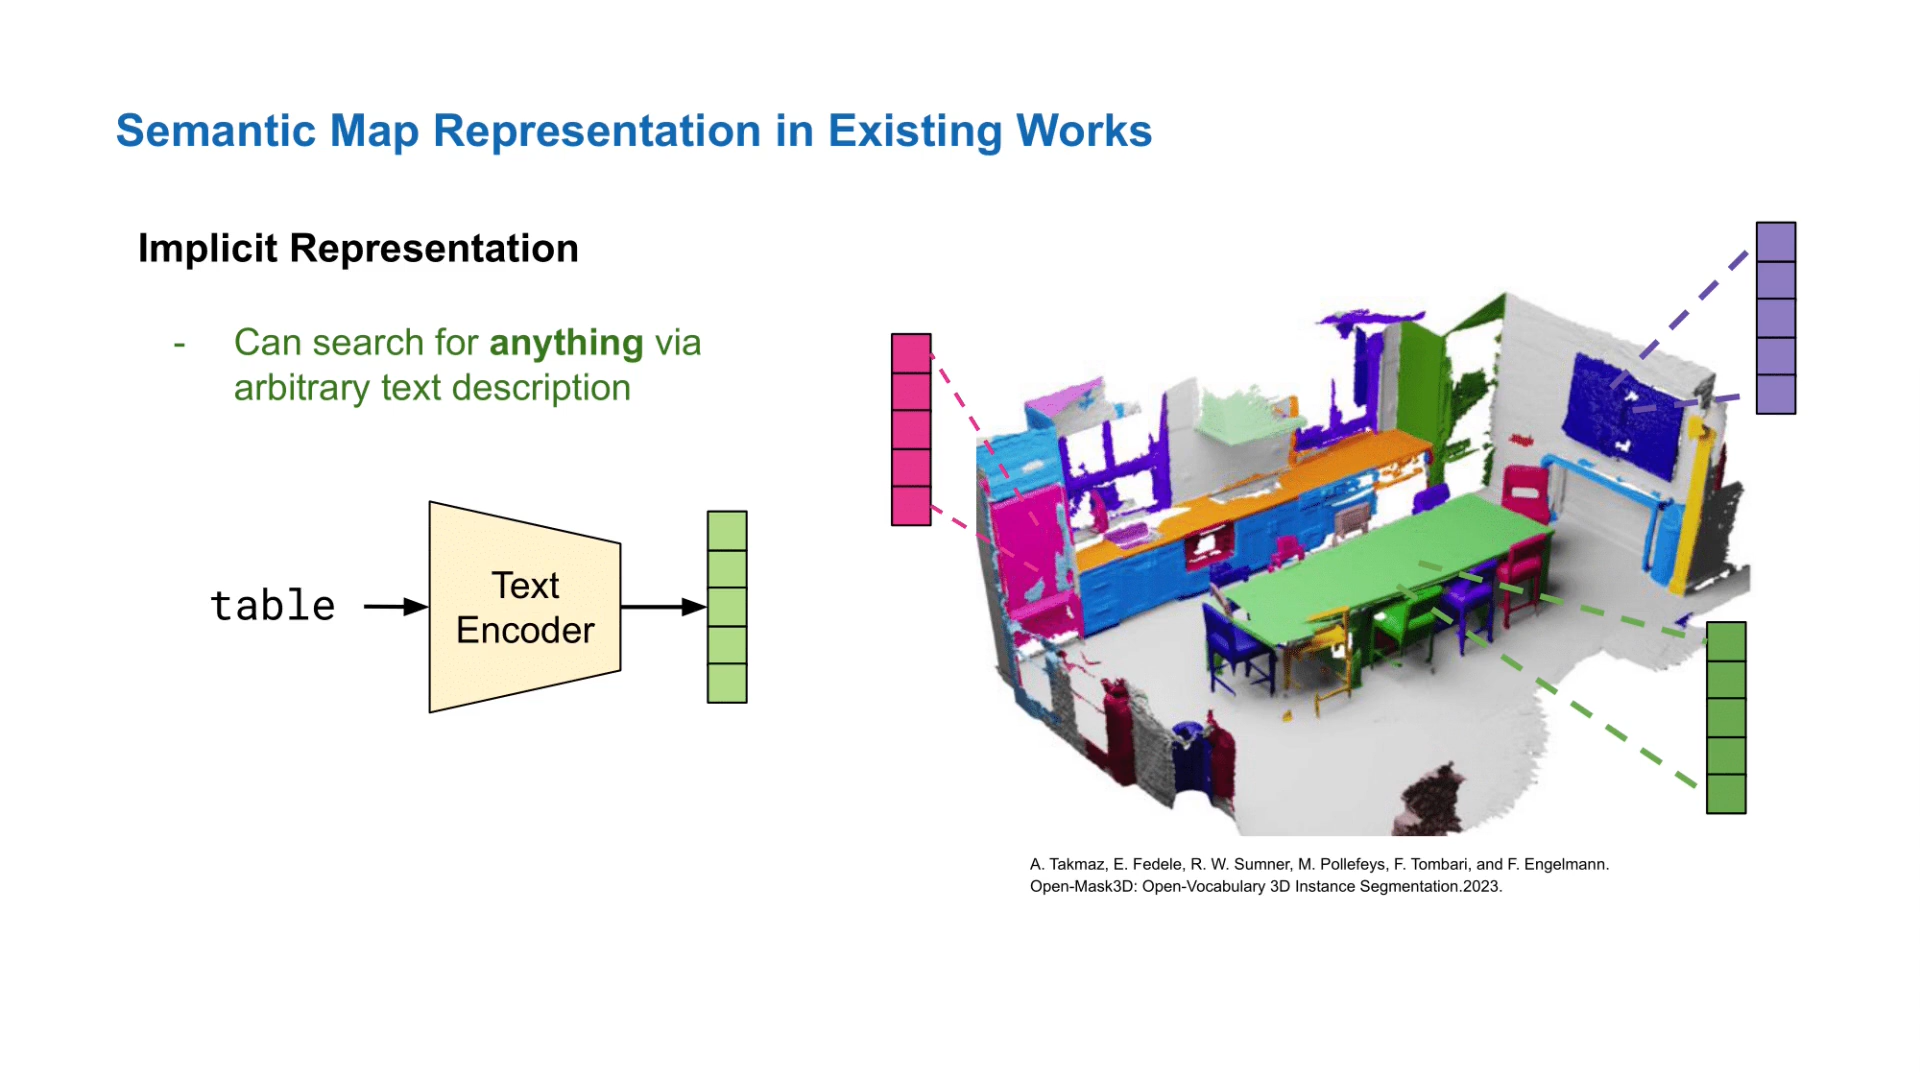 Semantic Map Representation in Existing Works
Implicit Representation
- Can search for anything via
arbitrary text description
table
Text
Encoder
A. Takmaz, E. Fedele, R. W. Sumner, M. Pollefeys, F. Tombari, and F. Engelmann.
Open-Mask3D: Open-Vocabulary 3D Instance Segmentation.2023.